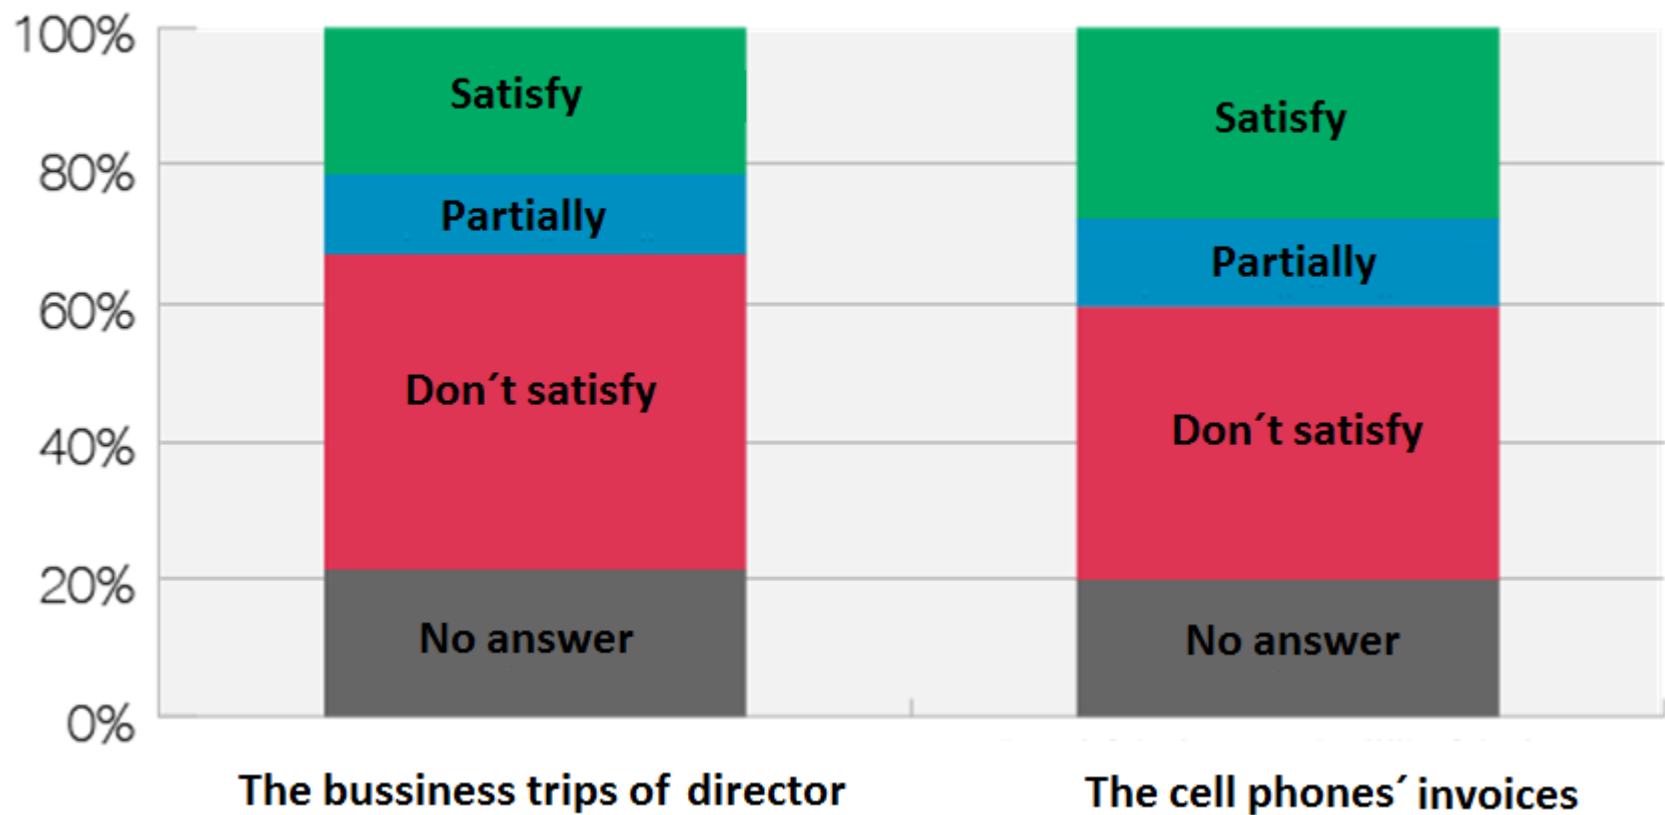 100%
80%
60%
40%
20%
0%
Satisfy
Partially
Don´t satisfy
No answer
Satisfy
Partially
Don´t satisfy
No answer
The bussiness trips of director
The cell phones´ invoices